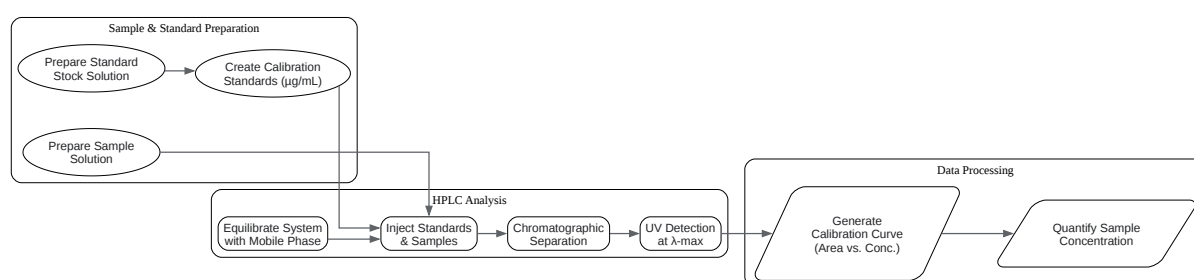 Sample & Standard Preparation
Prepare Standard
Stock Solution
Create Calibration
Standards (µg/mL)
Prepare Sample
Solution
HPLC Analysis
Equilibrate System
with Mobile Phase
Inject Standards
& Samples
Chromatographic
Separation
UV Detection
at λ-max
Data Processing
Generate
Calibration Curve
(Area vs. Conc.)
Quantify Sample
Concentration